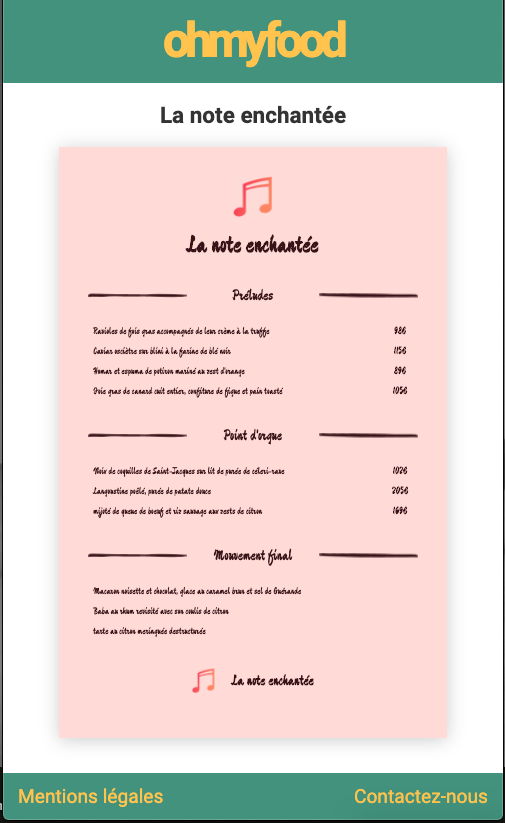 ohmyfood
La note enchantée
La note enchantée
Préludes
Ravioles de foie gras accompagnés de leur crème à la truffe 98€
Caviar osciètre sur blini à la farine de blé noir 115€
Homar et espuma de potiron mariné au zest d'orange 89€
Foie gras de canard cuit entier, confiture de figue et pain toasté 105€
Point d'orgue
Noix de coquilles de Saint-Jacques sur lit de purée de céleri-rave 102€
Langoustine poêlé, purée de patate douce 205€
mijoté de queue de boeuf et riz sauvage aux zests de citron 169€
Mouvement final
Macaron noisette et chocolat, glace au caramel brun et sel de Guérande
Baba au rhum revisité avec son coulis de citron
tarte au citron meringuée destructurée
La note enchantée
Mentions légales Contactez-nous